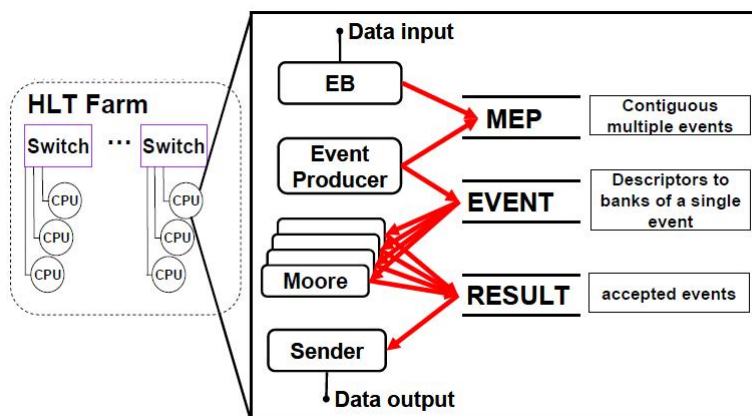 HLT Farm
Switch
...
Switch
CPU
CPU
CPU
CPU
CPU
CPU
Data input
EB
Event
Producer
Moore
Sender
Data output
MEP
Contiguous
multiple events
EVENT
Descriptors to
banks of a single
event
RESULT
accepted events